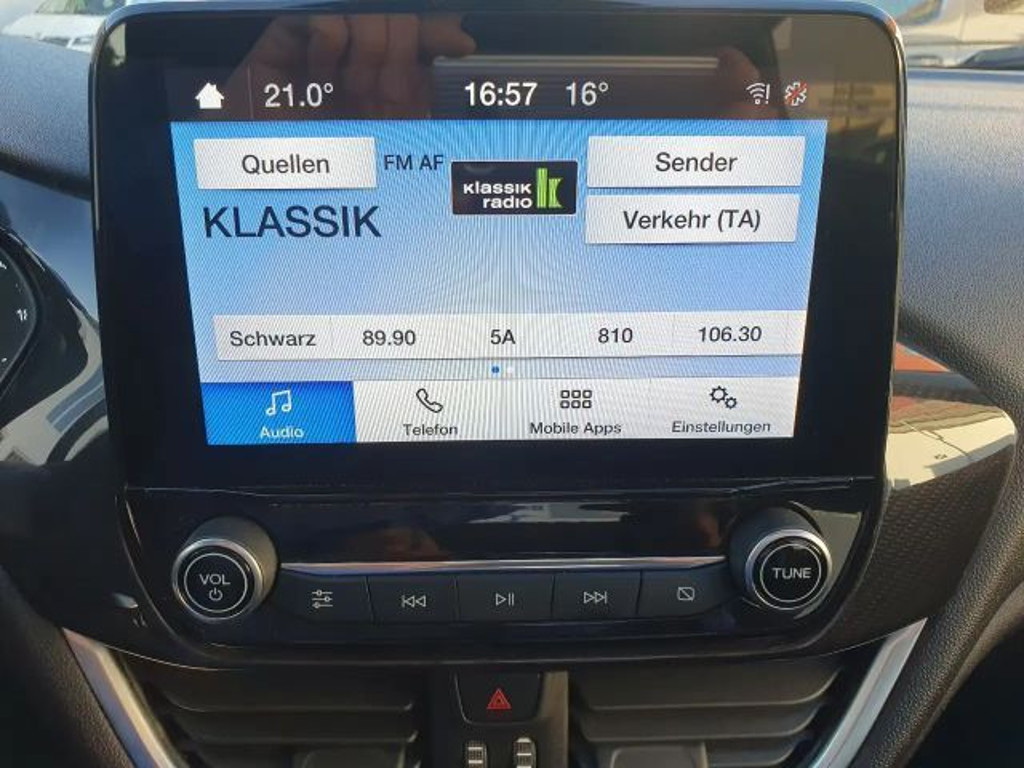 21.0° 16:57 16°
Quellen FM AF Sender
klassik
radio
KLASSIK Verkehr (TA)
Schwarz 89.90 5A 810 106.30
Audio Telefon Mobile Apps Einstellungen
VOL TUNE